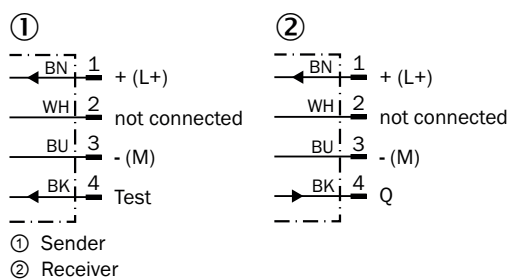 ① ②
BN 1 + (L+) BN 1 + (L+)
WH 2 not connected WH 2 not connected
BU 3 - (M) BU 3 - (M)
BK 4 Test BK 4 Q
① Sender
② Receiver